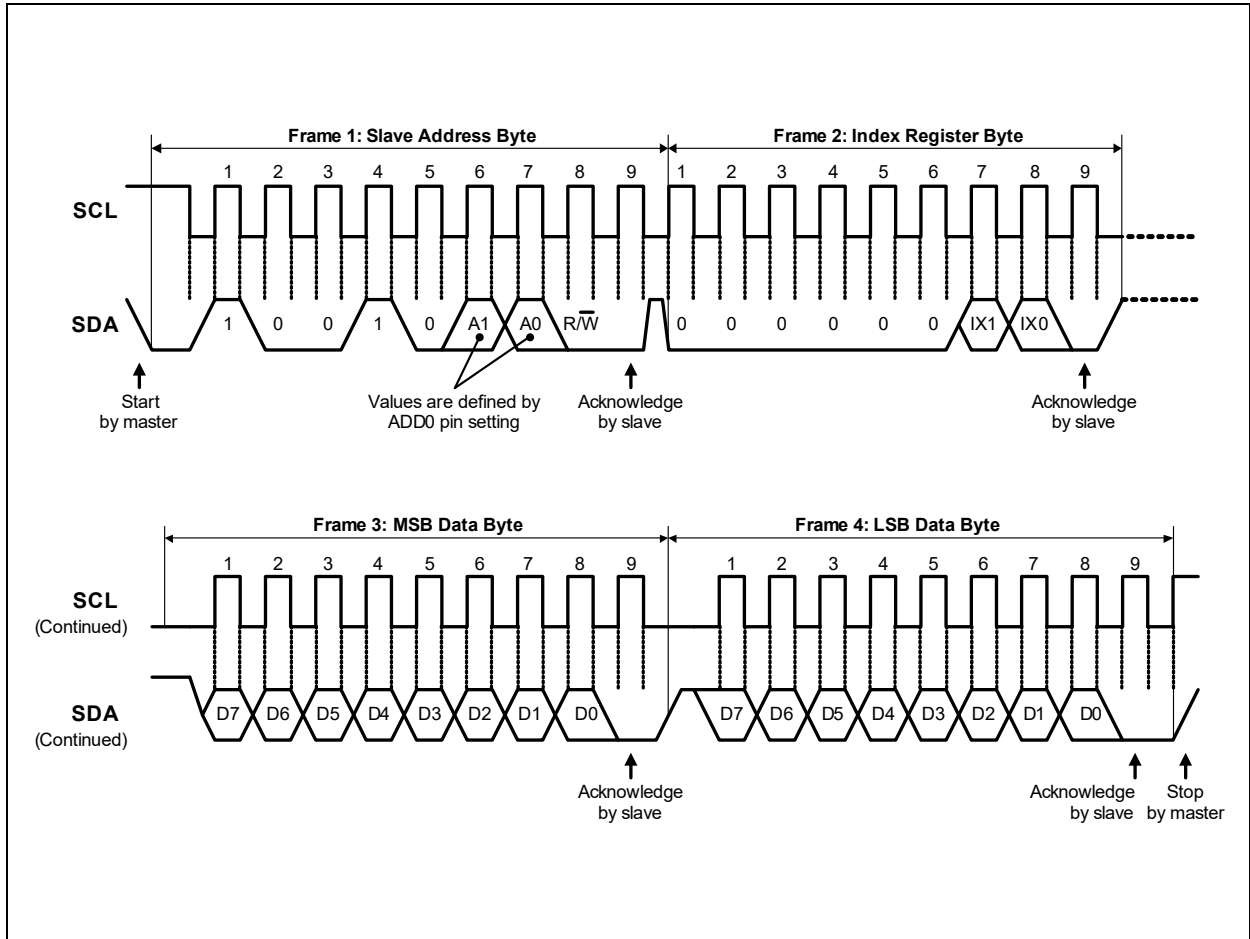 Frame 1: Slave Address Byte Frame 2: Index Register Byte
1 2 3 4 5 6 7 8 9 1 2 3 4 5 6 7 8 9
SCL
SDA 1 0 0 1 0 A1 A0 R/W̅ 0 0 0 0 0 0 IX1 IX0
Start Values are defined by Acknowledge Acknowledge
by master ADD0 pin setting by slave by slave
Frame 3: MSB Data Byte Frame 4: LSB Data Byte
1 2 3 4 5 6 7 8 9 1 2 3 4 5 6 7 8 9
SCL
(Continued)
SDA D7 D6 D5 D4 D3 D2 D1 D0 D7 D6 D5 D4 D3 D2 D1 D0
(Continued)
Acknowledge Acknowledge Stop
by slave by slave by master